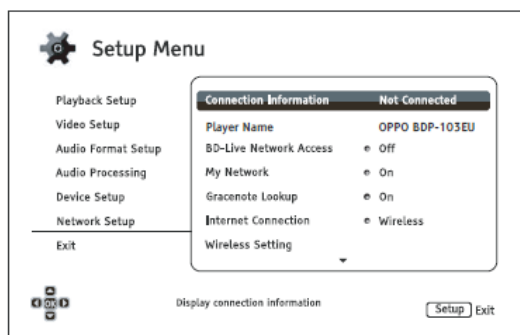 Setup Menu
Playback Setup
Video Setup
Audio Format Setup
Audio Processing
Device Setup
Network Setup
Exit
Connection Information Not Connected
Player Name OPPO BDP-103EU
BD-Live Network Access Off
My Network On
Gracenote Lookup On
Internet Connection Wireless
Wireless Setting
OK
Display connection information
Setup Exit